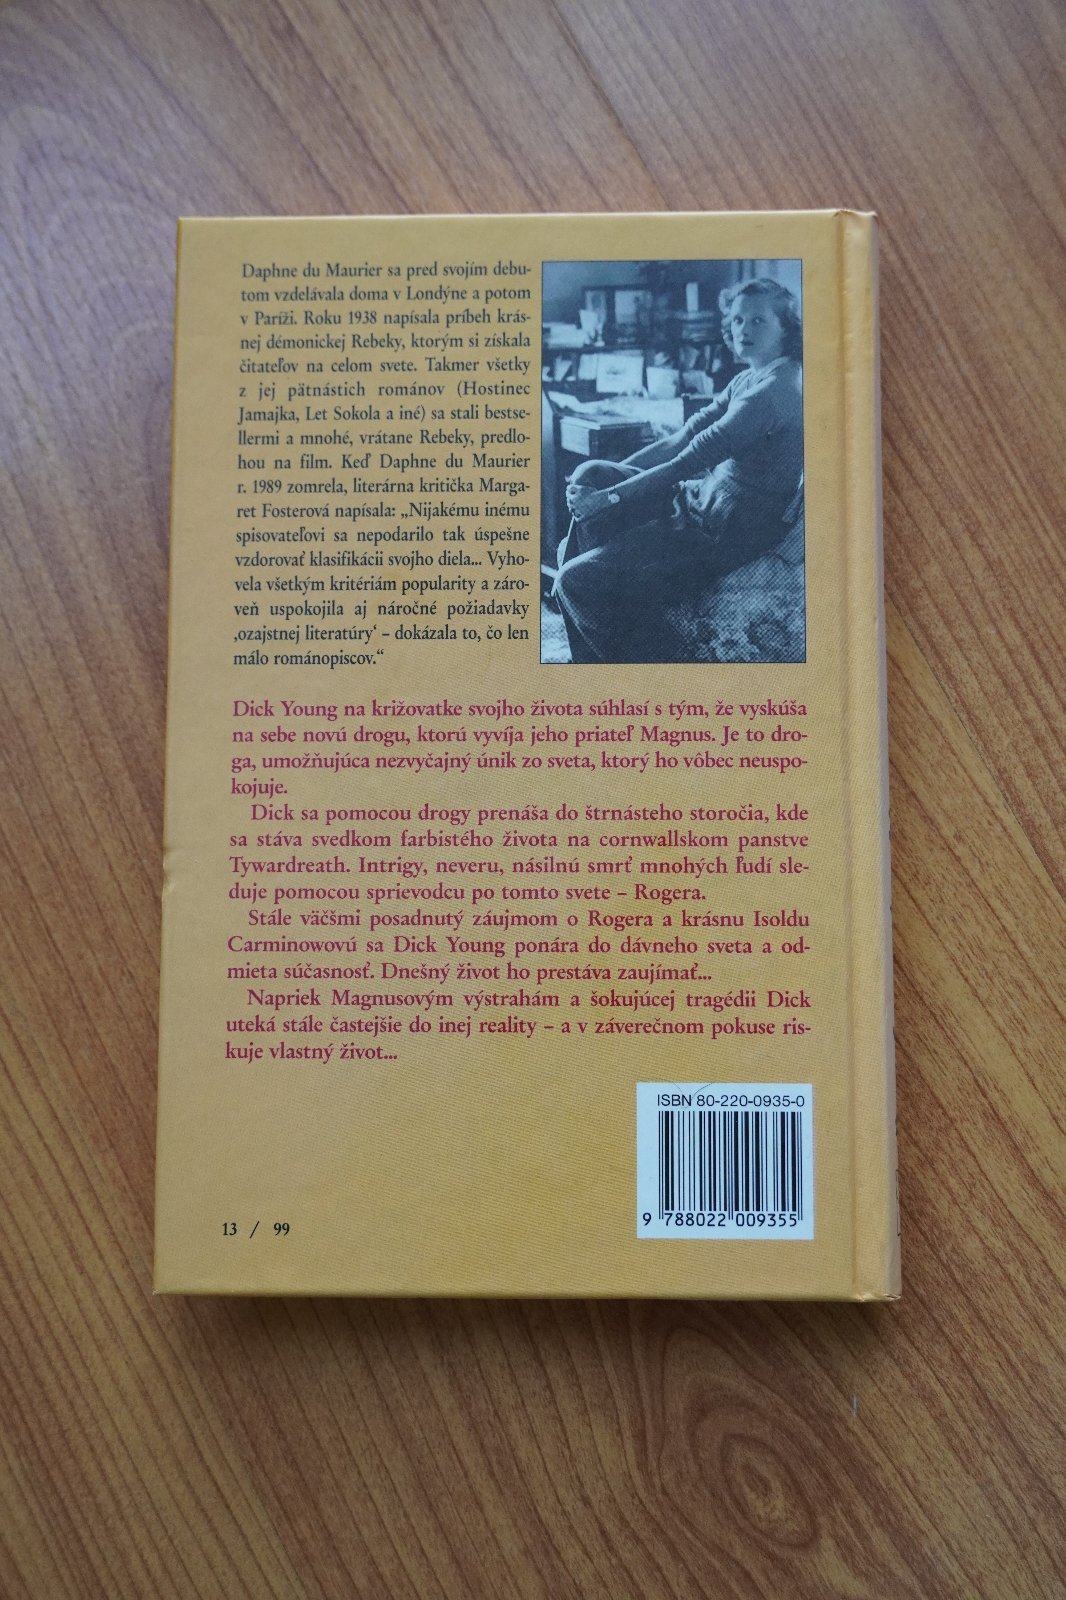 Daphne du Maurier sa pred svojím debu-
tom vzdelávala doma v Londýne a potom
v Paríži. Roku 1938 napísala príbeh krás-
nej démonickej Rebeky, ktorým si získala
čitateľov na celom svete. Takmer všetky
z jej pätnástich románov (Hostinec
Jamajka, Let Sokola a iné) sa stali bestse-
llermi a mnohé, vrátane Rebeky, predlo-
hou na film. Keď Daphne du Maurier
r. 1989 zomrela, literárna kritička Marga-
ret Fosterová napísala: „Nijakému inému
spisovateľovi sa nepodarilo tak úspešne
vzdorovať klasifikácii svojho diela... Vyho-
vela všetkým kritériám popularity a záro-
veň uspokojila aj náročné požiadavky
‚ozajstnej literatúry‘ – dokázala to, čo len
málo románopiscov.“
Dick Young na križovatke svojho života súhlasí s tým, že vyskúša
na sebe novú drogu, ktorú vyvíja jeho priateľ Magnus. Je to dro-
ga, umožňujúca nezvyčajný únik zo sveta, ktorý ho vôbec neuspo-
kojuje.
Dick sa pomocou drogy prenáša do štrnásteho storočia, kde
sa stáva svedkom farbistého života na cornwallskom panstve
Tywardreath. Intrigy, neveru, násilnú smrť mnohých ľudí sle-
duje pomocou sprievodcu po tomto svete – Rogera.
Stále väčšmi posadnutý záujmom o Rogera a krásnu Isoldu
Carminowovú sa Dick Young ponára do dávneho sveta a od-
mieta súčasnosť. Dnešný život ho prestáva zaujímať...
Napriek Magnusovým výstrahám a šokujúcej tragédii Dick
uteká stále častejšie do inej reality – a v záverečnom pokuse ris-
kuje vlastný život...
ISBN 80-220-0935-0
9 788022 009355
13 / 99